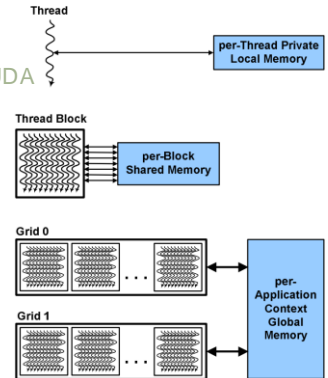 Thread
per-Thread Private
Local Memory
UDA
Thread Block
per-Block
Shared Memory
Grid 0
. . .
Grid 1
. . .
per-
Application
Context
Global
Memory